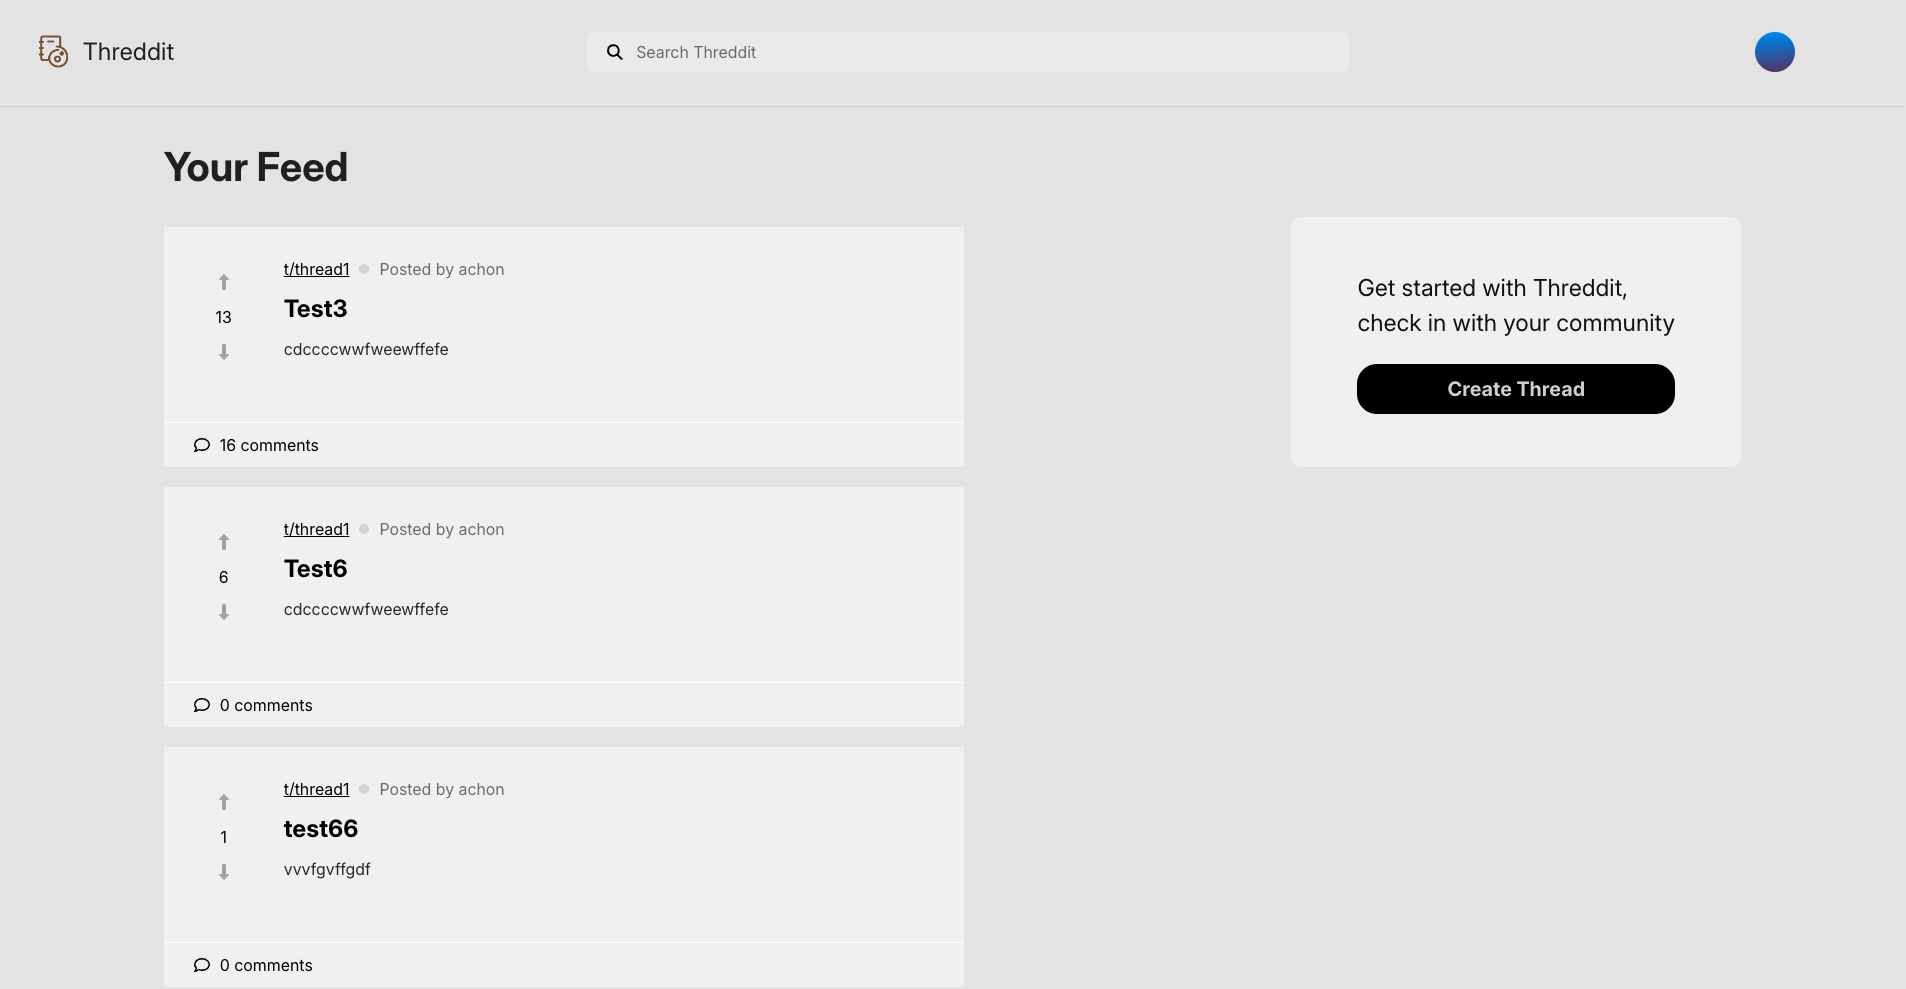 Threddit
Search Threddit
Your Feed
t/thread1 Posted by achon
Test3
13
cdccccwwfweewffefe
16 comments
Get started with Threddit,
check in with your community
Create Thread
t/thread1 Posted by achon
Test6
6
cdccccwwfweewffefe
0 comments
t/thread1 Posted by achon
test66
1
vvvfgvffgdf
0 comments